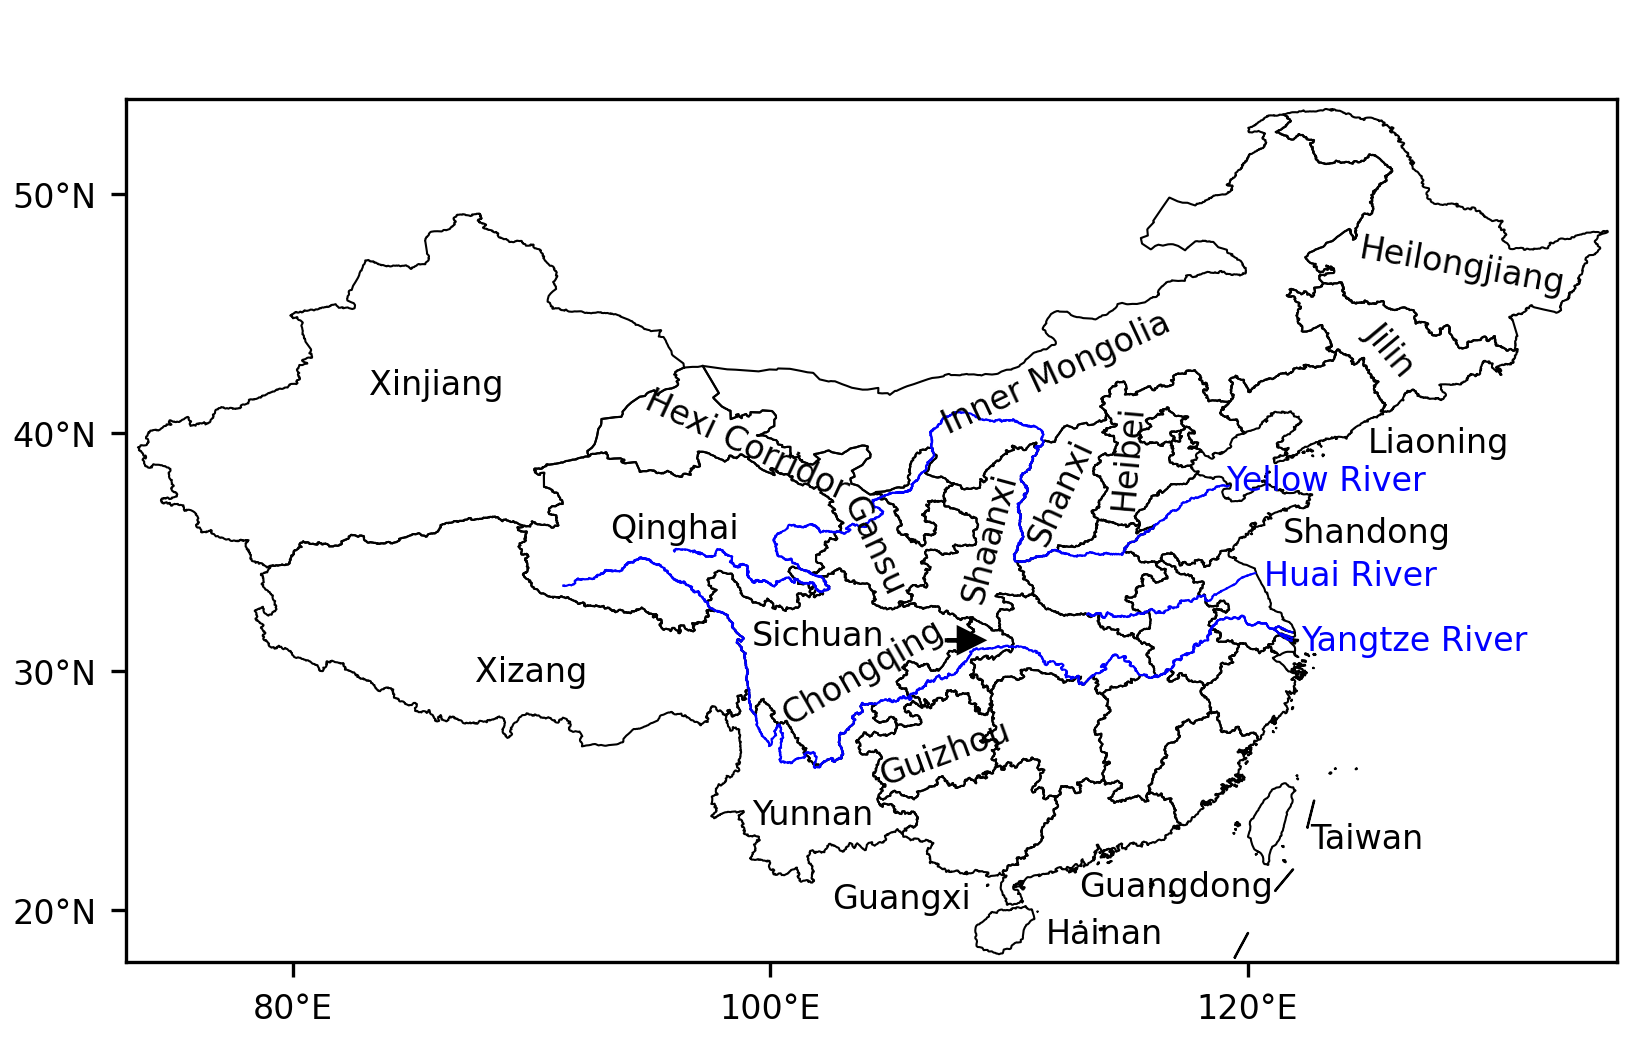 50°N
Heilongjiang
Jilin
Inner Mongolia
Xinjiang
Hexi Corridor
40°N
Liaoning
Heibei
Shanxi
Yellow River
Gansu
Shaanxi
Qinghai
Shandong
Huai River
Sichuan
Yangtze River
Chongqing
30°N
Xizang
Guizhou
Yunnan
Taiwan
Guangxi
Guangdong
20°N
Hainan
80°E
100°E
120°E